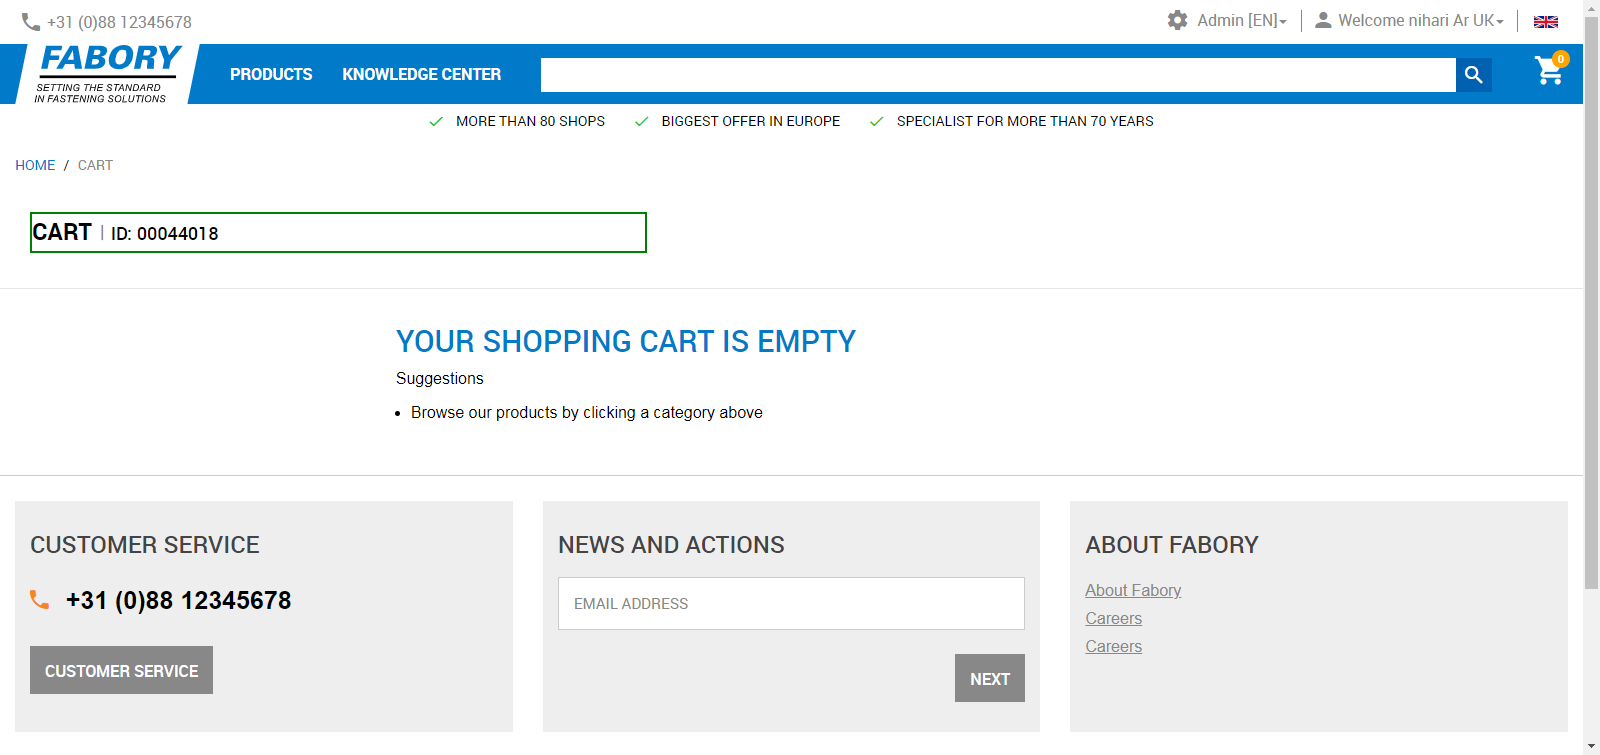 +31 (0)88 12345678
Admin [EN]
Welcome nihari Ar UK
FABORY
SETTING THE STANDARD
IN FASTENING SOLUTIONS
PRODUCTS
KNOWLEDGE CENTER
0
MORE THAN 80 SHOPS
BIGGEST OFFER IN EUROPE
SPECIALIST FOR MORE THAN 70 YEARS
HOME / CART
CART | ID: 00044018
YOUR SHOPPING CART IS EMPTY
Suggestions
• Browse our products by clicking a category above
CUSTOMER SERVICE
+31 (0)88 12345678
CUSTOMER SERVICE
NEWS AND ACTIONS
EMAIL ADDRESS
NEXT
ABOUT FABORY
About Fabory
Careers
Careers